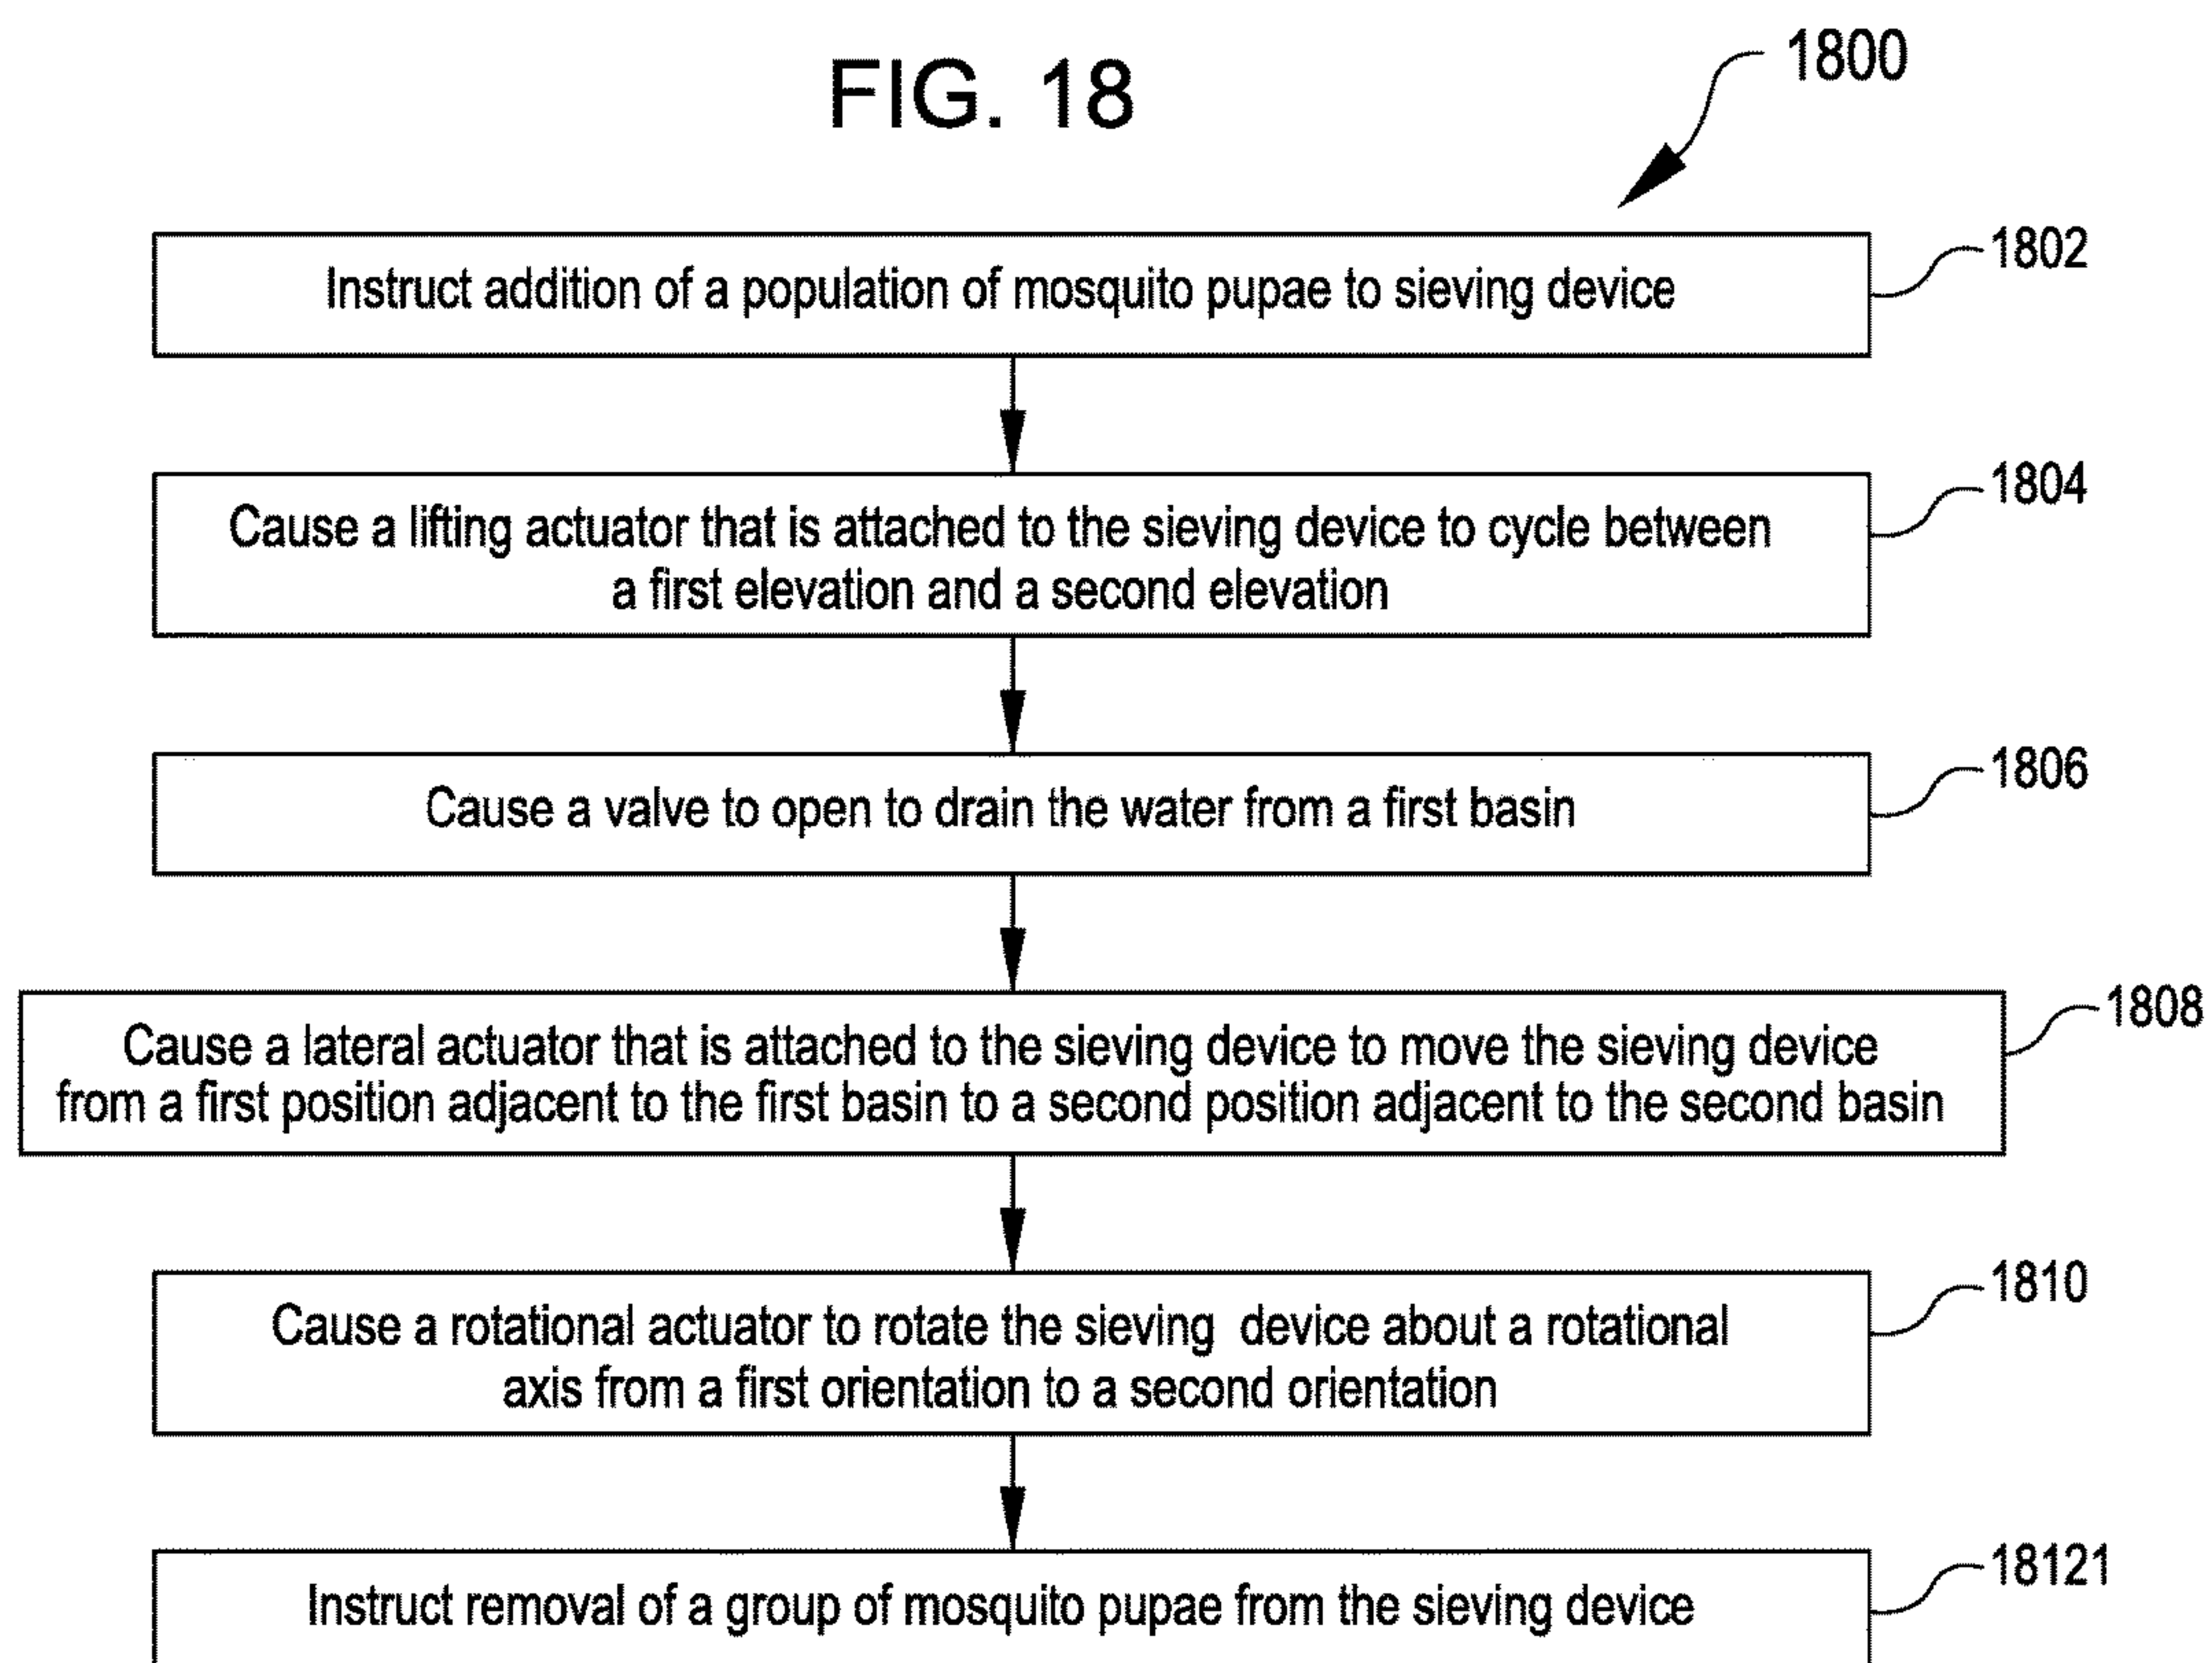 FIG. 18
1800
Instruct addition of a population of mosquito pupae to sieving device
1802
Cause a lifting actuator that is attached to the sieving device to cycle between
a first elevation and a second elevation
1804
Cause a valve to open to drain the water from a first basin
1806
Cause a lateral actuator that is attached to the sieving device to move the sieving device
from a first position adjacent to the first basin to a second position adjacent to the second basin
1808
Cause a rotational actuator to rotate the sieving device about a rotational
axis from a first orientation to a second orientation
1810
Instruct removal of a group of mosquito pupae from the sieving device
18121